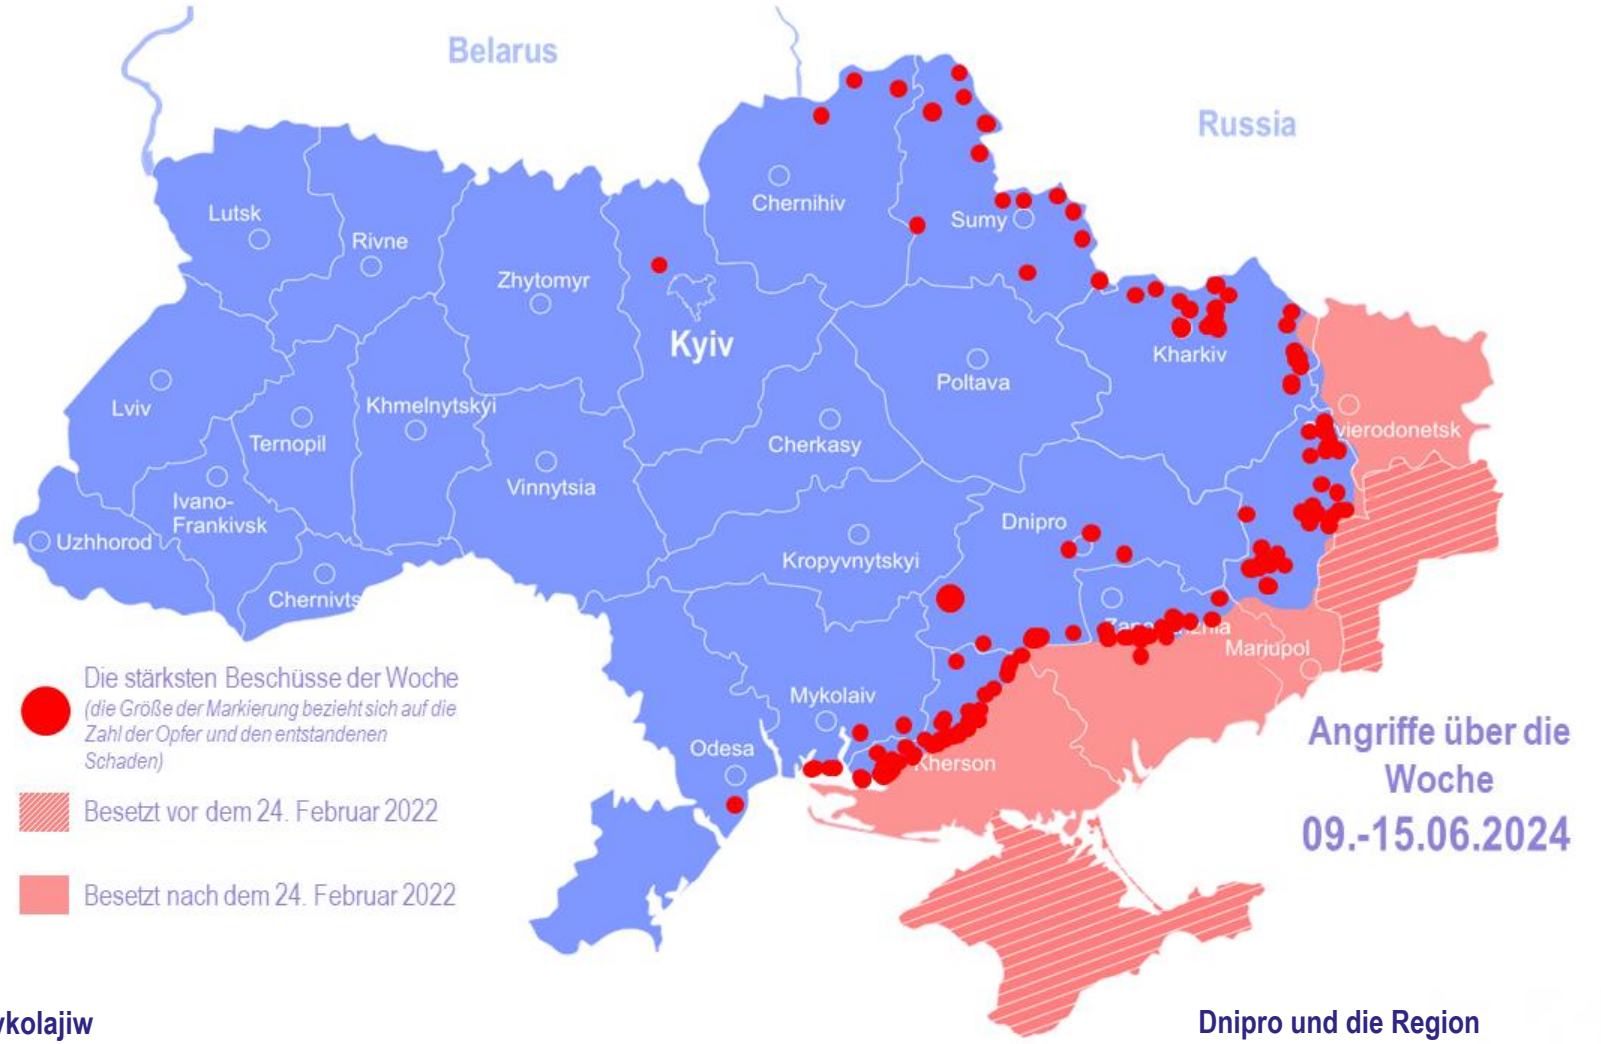 Belarus
Russia
Chernihiv
Lutsk
Sumy
Rivne
Zhytomyr
Kyiv
Kharkiv
Poltava
Lviv
Khmelnytskyi
Ternopil
Cherkasy
vierodonetsk
Vinnytsia
Ivano-
Frankivsk
Dnipro
Uzhhorod
Kropyvnytskyi
Chernivts
Mariupol
Die stärksten Beschüsse der Woche
(die Größe der Markierung bezieht sich auf die
Zahl der Opfer und den entstandenen
Schaden)
Mykolaiv
Odesa
Kherson
Angriffe über die
Woche
09.-15.06.2024
Besetzt vor dem 24. Februar 2022
Besetzt nach dem 24. Februar 2022
ykolajiw
Dnipro und die Region